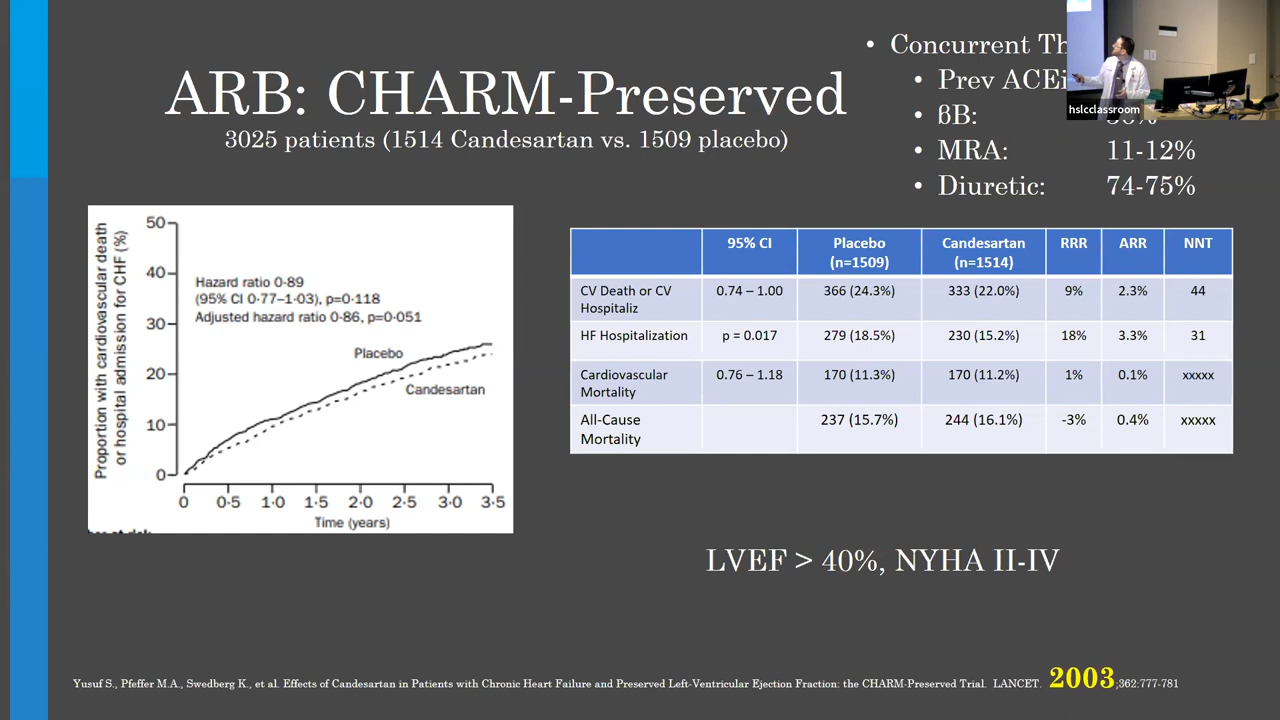 ARB: CHARM-Preserved
3025 patients (1514 Candesartan vs. 1509 placebo)
• Concurrent
• Prev ACEi
• βB:
• MRA: 11-12%
• Diuretic: 74-75%
hslcclassroom
Proportion with cardiovascular death
or hospital admission for CHF (%)
50
40
30
20
10
0
Hazard ratio 0·89
(95% CI 0·77–1·03), p=0·118
Adjusted hazard ratio 0·86, p=0·051
Placebo
Candesartan
0 0·5 1·0 1·5 2·0 2·5 3·0 3·5
Time (years)
95% CI Placebo (n=1509) Candesartan (n=1514) RRR ARR NNT
CV Death or CV Hospitaliz 0.74 – 1.00 366 (24.3%) 333 (22.0%) 9% 2.3% 44
HF Hospitalization p = 0.017 279 (18.5%) 230 (15.2%) 18% 3.3% 31
Cardiovascular Mortality 0.76 – 1.18 170 (11.3%) 170 (11.2%) 1% 0.1% xxxxx
All-Cause Mortality 237 (15.7%) 244 (16.1%) -3% 0.4% xxxxx
LVEF > 40%, NYHA II-IV
Yusuf S., Pfeffer M.A., Swedberg K., et al. Effects of Candesartan in Patients with Chronic Heart Failure and Preserved Left-Ventricular Ejection Fraction: the CHARM-Preserved Trial. LANCET. 2003;362:777-781